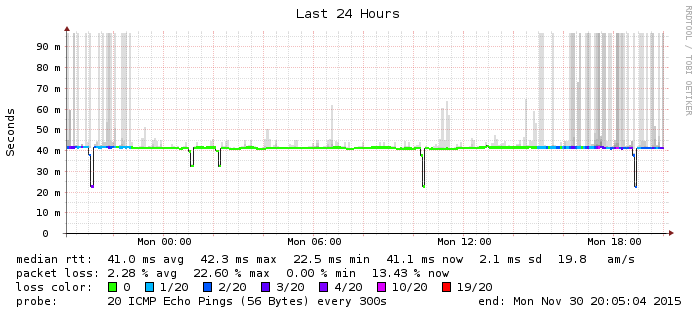 Last 24 Hours
RRDTOOL / TOBI OETIKER
Seconds
90 m
80 m
70 m
60 m
50 m
40 m
30 m
20 m
10 m
0
Mon 00:00 Mon 06:00 Mon 12:00 Mon 18:00
median rtt: 41.0 ms avg 42.3 ms max 22.5 ms min 41.1 ms now 2.1 ms sd 19.8 am/s
packet loss: 2.28 % avg 22.60 % max 0.00 % min 13.43 % now
loss color: 0 1/20 2/20 3/20 4/20 10/20 19/20
probe: 20 ICMP Echo Pings (56 Bytes) every 300s end: Mon Nov 30 20:05:04 2015